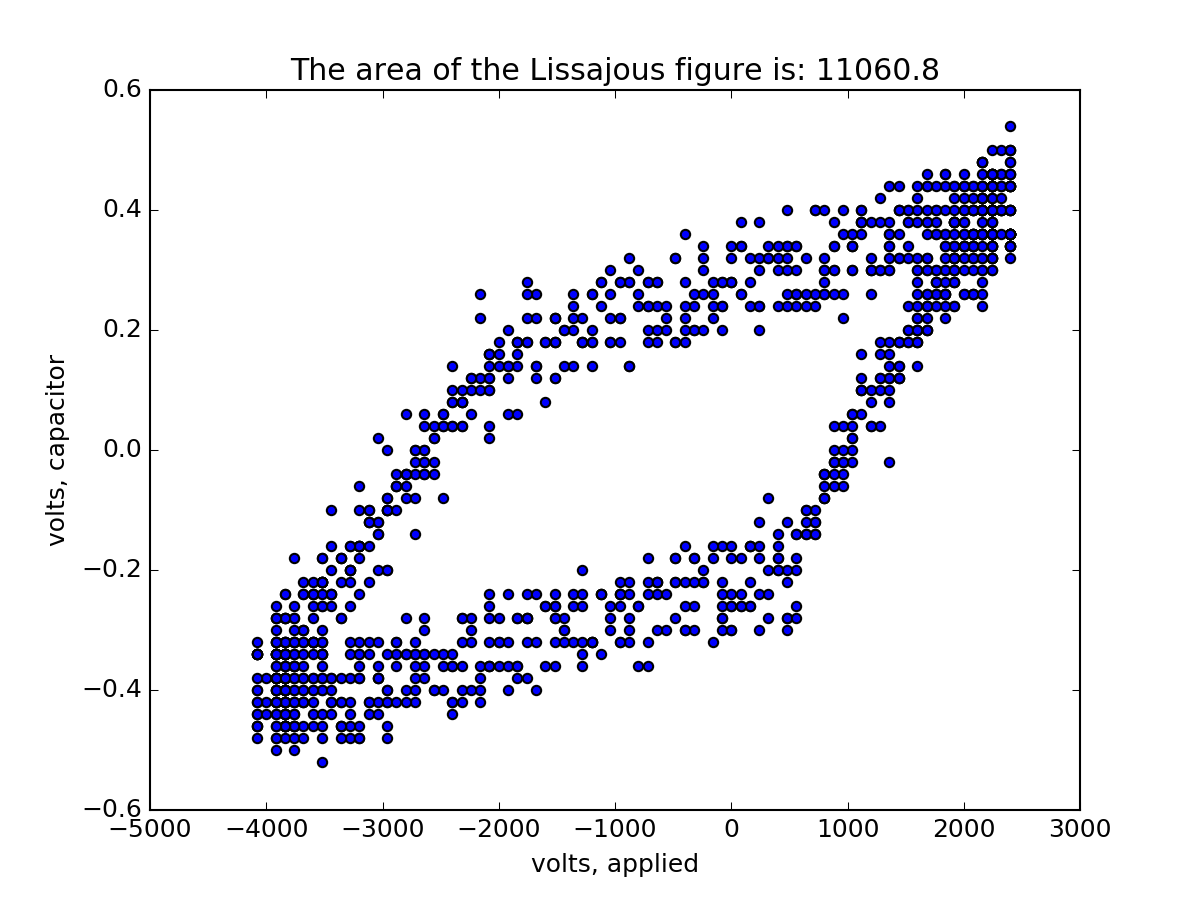 The area of the Lissajous figure is: 11060.8
0.6
0.4
0.2
0.0
−0.2
−0.4
−0.6
volts, capacitor
−5000 −4000 −3000 −2000 −1000 0 1000 2000 3000
volts, applied